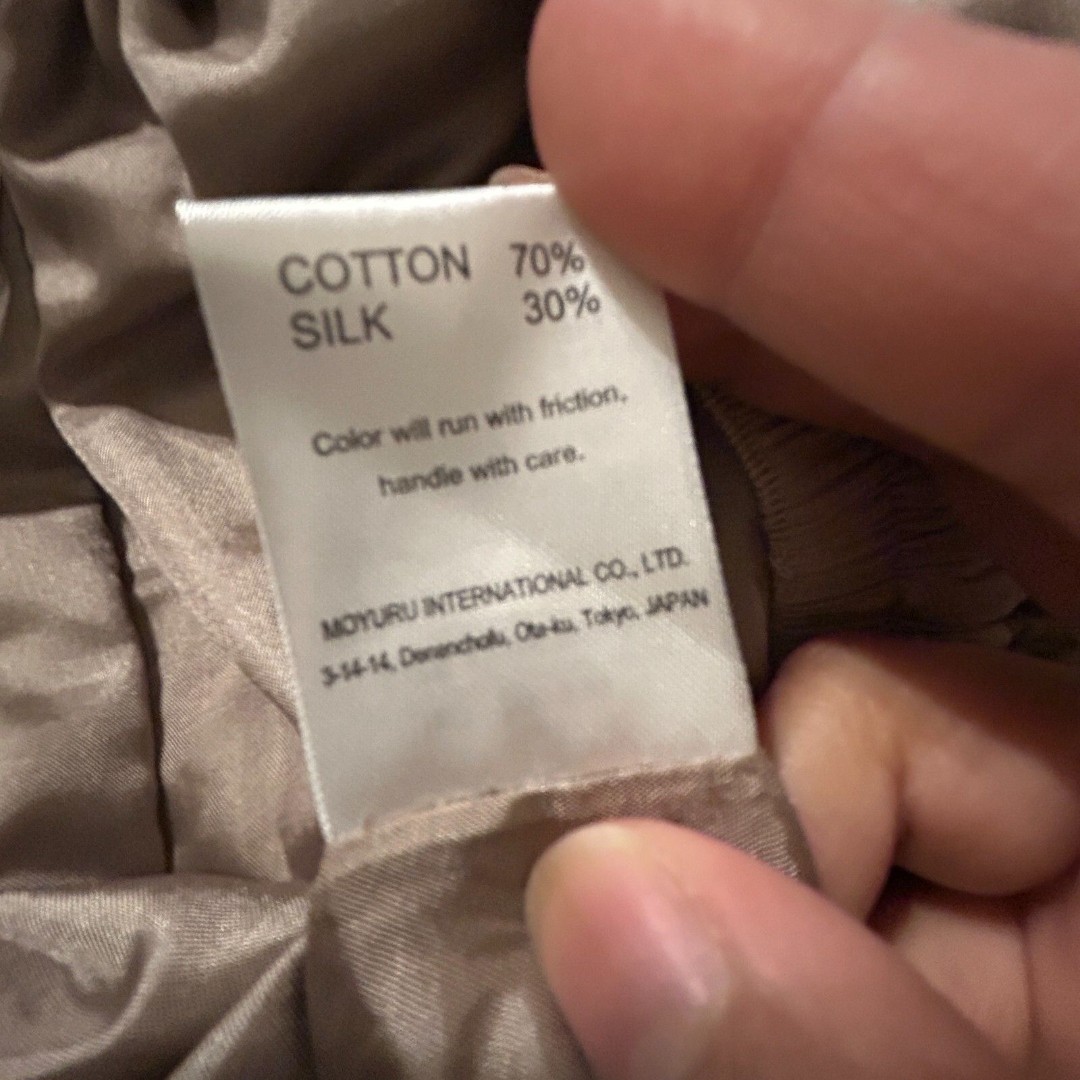 COTTON 70%
SILK 30%
Color will run with friction,
handle with care.
MOYURU INTERNATIONAL CO., LTD.
3-14-14, Denenchofu, Ota-ku, Tokyo, JAPAN